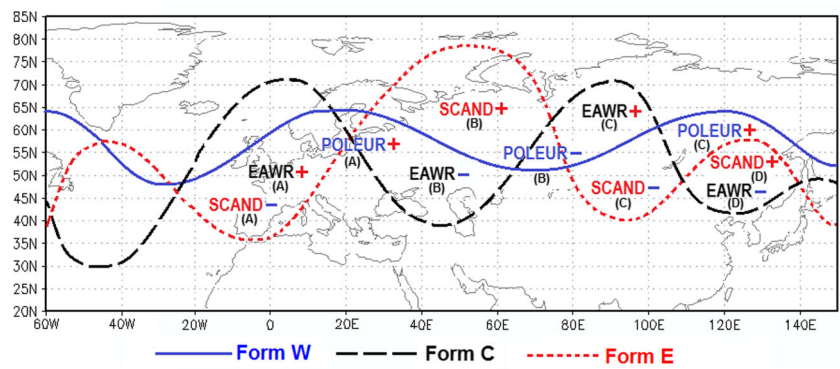 85N
80N
75N
70N
65N
60N
55N
50N
45N
40N
35N
30N
25N
20N
SCAND+
(B)
EAWR+
(C)
POLEUR+
(A)
POLEUR+
(C)
POLEUR−
(B)
EAWR+
(A)
EAWR−
(B)
SCAND+
(D)
SCAND−
(A)
SCAND−
(C)
EAWR−
(D)
60W 40W 20W 0 20E 40E 60E 80E 100E 120E 140E
Form W Form C Form E